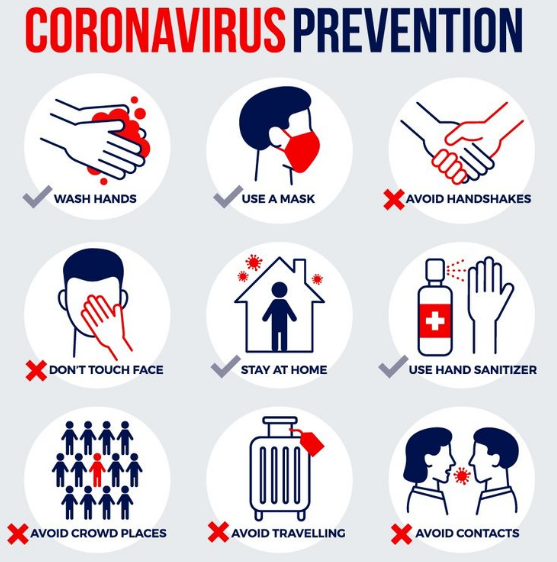 CORONAVIRUS PREVENTION
WASH HANDS
USE A MASK
AVOID HANDSHAKES
DON'T TOUCH FACE
STAY AT HOME
USE HAND SANITIZER
AVOID CROWD PLACES
AVOID TRAVELLING
AVOID CONTACTS